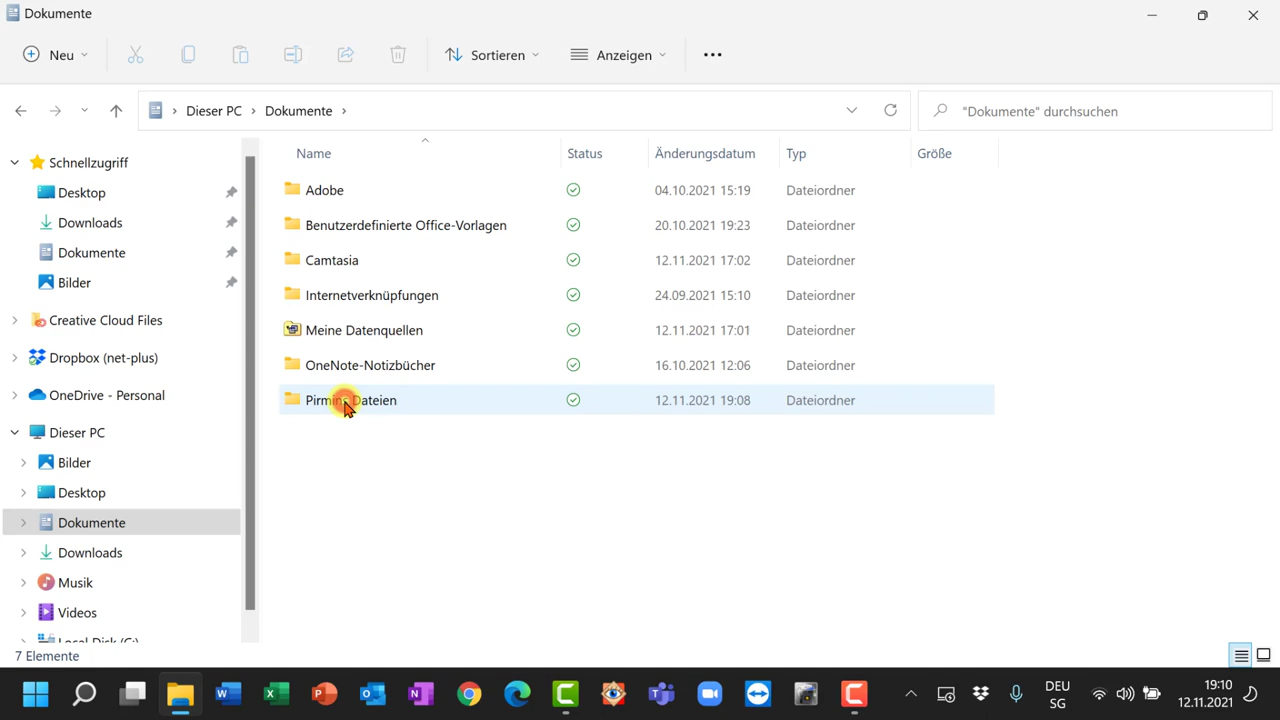 Dokumente
Neu
Sortieren
Anzeigen
Dieser PC
Dokumente
"Dokumente" durchsuchen
Name
Status
Änderungsdatum
Typ
Größe
Schnellzugriff
Desktop
Downloads
Dokumente
Bilder
Creative Cloud Files
Dropbox (net-plus)
OneDrive - Personal
Dieser PC
Bilder
Desktop
Dokumente
Downloads
Musik
Videos
Local Disk (C:)
Adobe 04.10.2021 15:19 Dateiordner
Benutzerdefinierte Office-Vorlagen 20.10.2021 19:23 Dateiordner
Camtasia 12.11.2021 17:02 Dateiordner
Internetverknüpfungen 24.09.2021 15:10 Dateiordner
Meine Datenquellen 12.11.2021 17:01 Dateiordner
OneNote-Notizbücher 16.10.2021 12:06 Dateiordner
Pirmins Dateien 12.11.2021 19:08 Dateiordner
7 Elemente
DEU
SG
19:10
12.11.2021